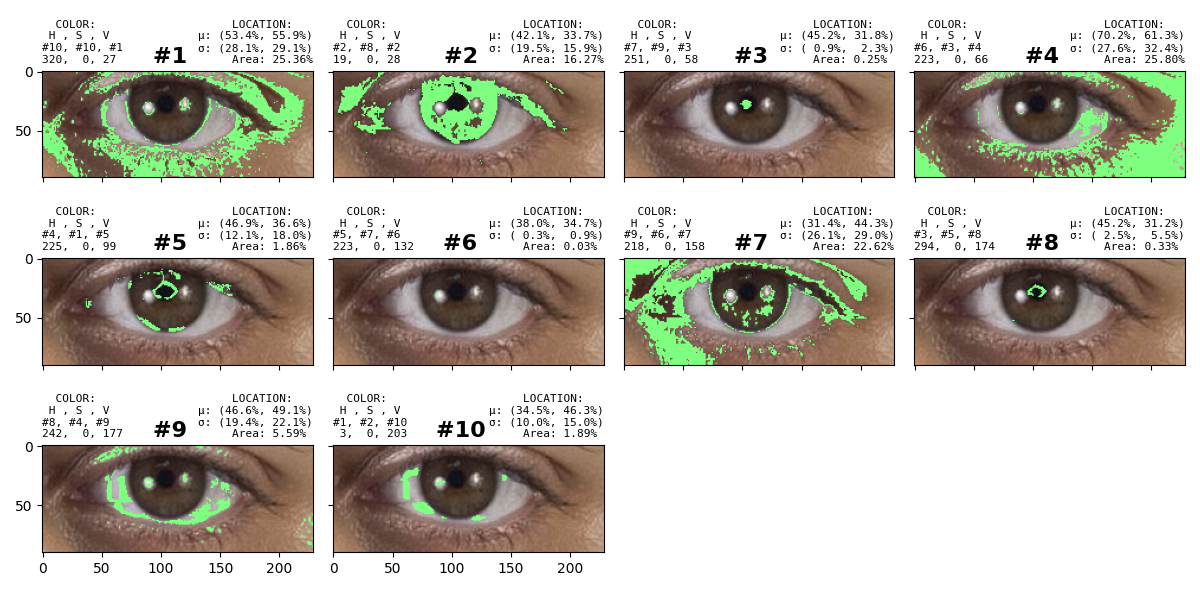 COLOR: LOCATION:
H , S , V μ: (53.4%, 55.9%)
#10, #10, #1 #1 σ: (28.1%, 29.1%)
320, 0, 27 Area: 25.36%
COLOR: LOCATION:
H , S , V μ: (42.1%, 33.7%)
#2, #8, #2 #2 σ: (19.5%, 15.9%)
19, 0, 28 Area: 16.27%
COLOR: LOCATION:
H , S , V μ: (45.2%, 31.8%)
#7, #9, #3 #3 σ: ( 0.9%, 2.3%)
251, 0, 58 Area: 0.25%
COLOR: LOCATION:
H , S , V μ: (70.2%, 61.3%)
#6, #3, #4 #4 σ: (27.6%, 32.4%)
223, 0, 66 Area: 25.80%
0
50
COLOR: LOCATION:
H , S , V μ: (46.9%, 36.6%)
#4, #1, #5 #5 σ: (12.1%, 18.0%)
225, 0, 99 Area: 1.86%
COLOR: LOCATION:
H , S , V μ: (38.0%, 34.7%)
#5, #7, #6 #6 σ: ( 0.3%, 0.9%)
223, 0, 132 Area: 0.03%
COLOR: LOCATION:
H , S , V μ: (31.4%, 44.3%)
#9, #6, #7 #7 σ: (26.1%, 29.0%)
218, 0, 158 Area: 22.62%
COLOR: LOCATION:
H , S , V μ: (45.2%, 31.2%)
#3, #5, #8 #8 σ: ( 2.5%, 5.5%)
294, 0, 174 Area: 0.33%
0
50
COLOR: LOCATION:
H , S , V μ: (46.6%, 49.1%)
#8, #4, #9 #9 σ: (19.4%, 22.1%)
242, 0, 177 Area: 5.59%
COLOR: LOCATION:
H , S , V μ: (34.5%, 46.3%)
#1, #2, #10 #10 σ: (10.0%, 15.0%)
3, 0, 203 Area: 1.89%
0
50
0 50 100 150 200
0 50 100 150 200